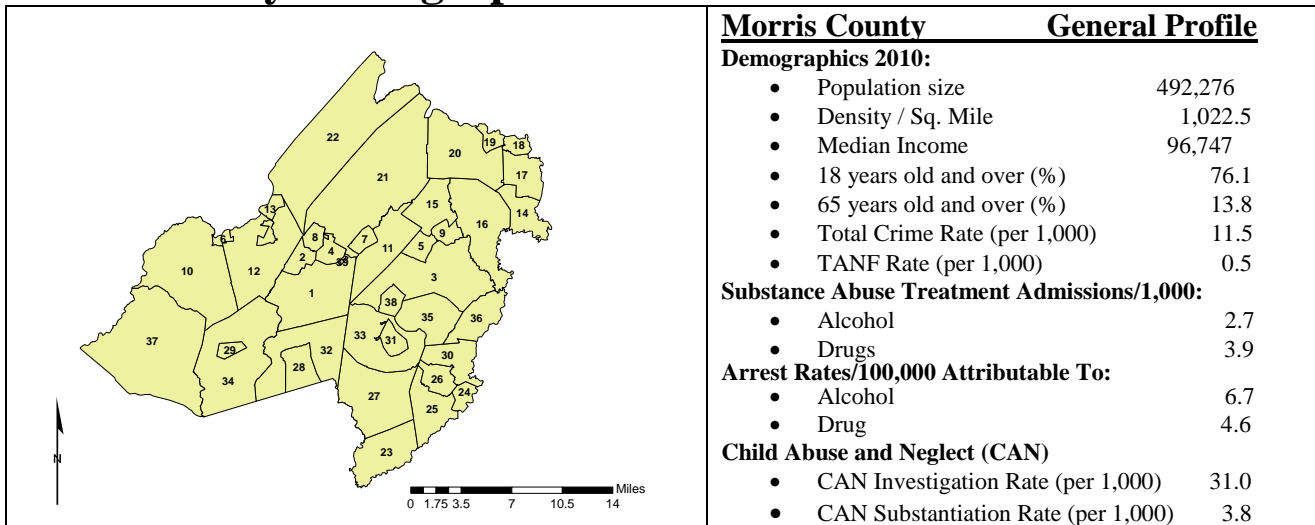 Morris County General Profile
Demographics 2010:
• Population size 492,276
• Density / Sq. Mile 1,022.5
• Median Income 96,747
• 18 years old and over (%) 76.1
• 65 years old and over (%) 13.8
• Total Crime Rate (per 1,000) 11.5
• TANF Rate (per 1,000) 0.5
Substance Abuse Treatment Admissions/1,000:
• Alcohol 2.7
• Drugs 3.9
Arrest Rates/100,000 Attributable To:
• Alcohol 6.7
• Drug 4.6
Child Abuse and Neglect (CAN)
• CAN Investigation Rate (per 1,000) 31.0
• CAN Substantiation Rate (per 1,000) 3.8
22
19
18
20
17
21
13
15
14
16
8
7
9
6
2
4
11
5
39
10
12
3
1
38
33
35
36
37
31
29
32
30
28
34
26
27
24
25
23
N
Miles
0 1.75 3.5 7 10.5 14